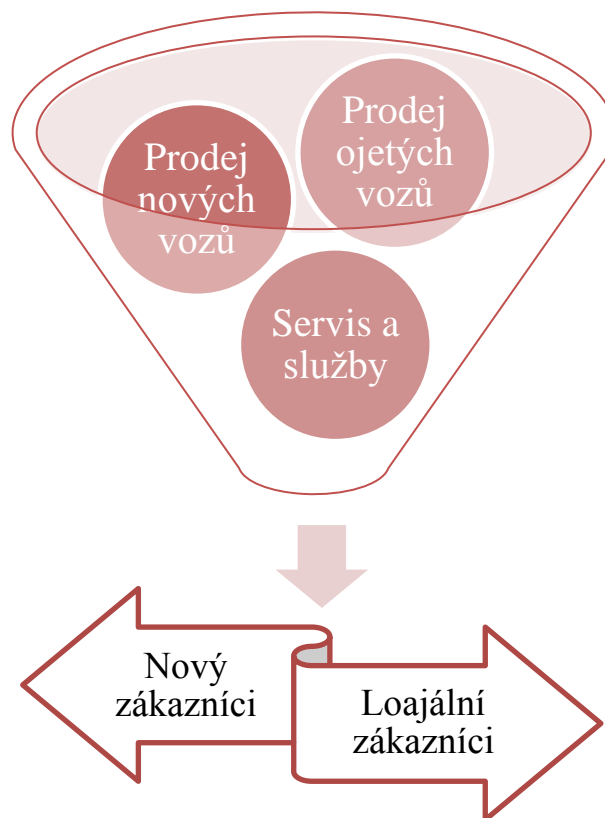 Prodej
nových
vozů
Prodej
ojetých
vozů
Servis a
služby
Nový
zákazníci
Loajální
zákazníci